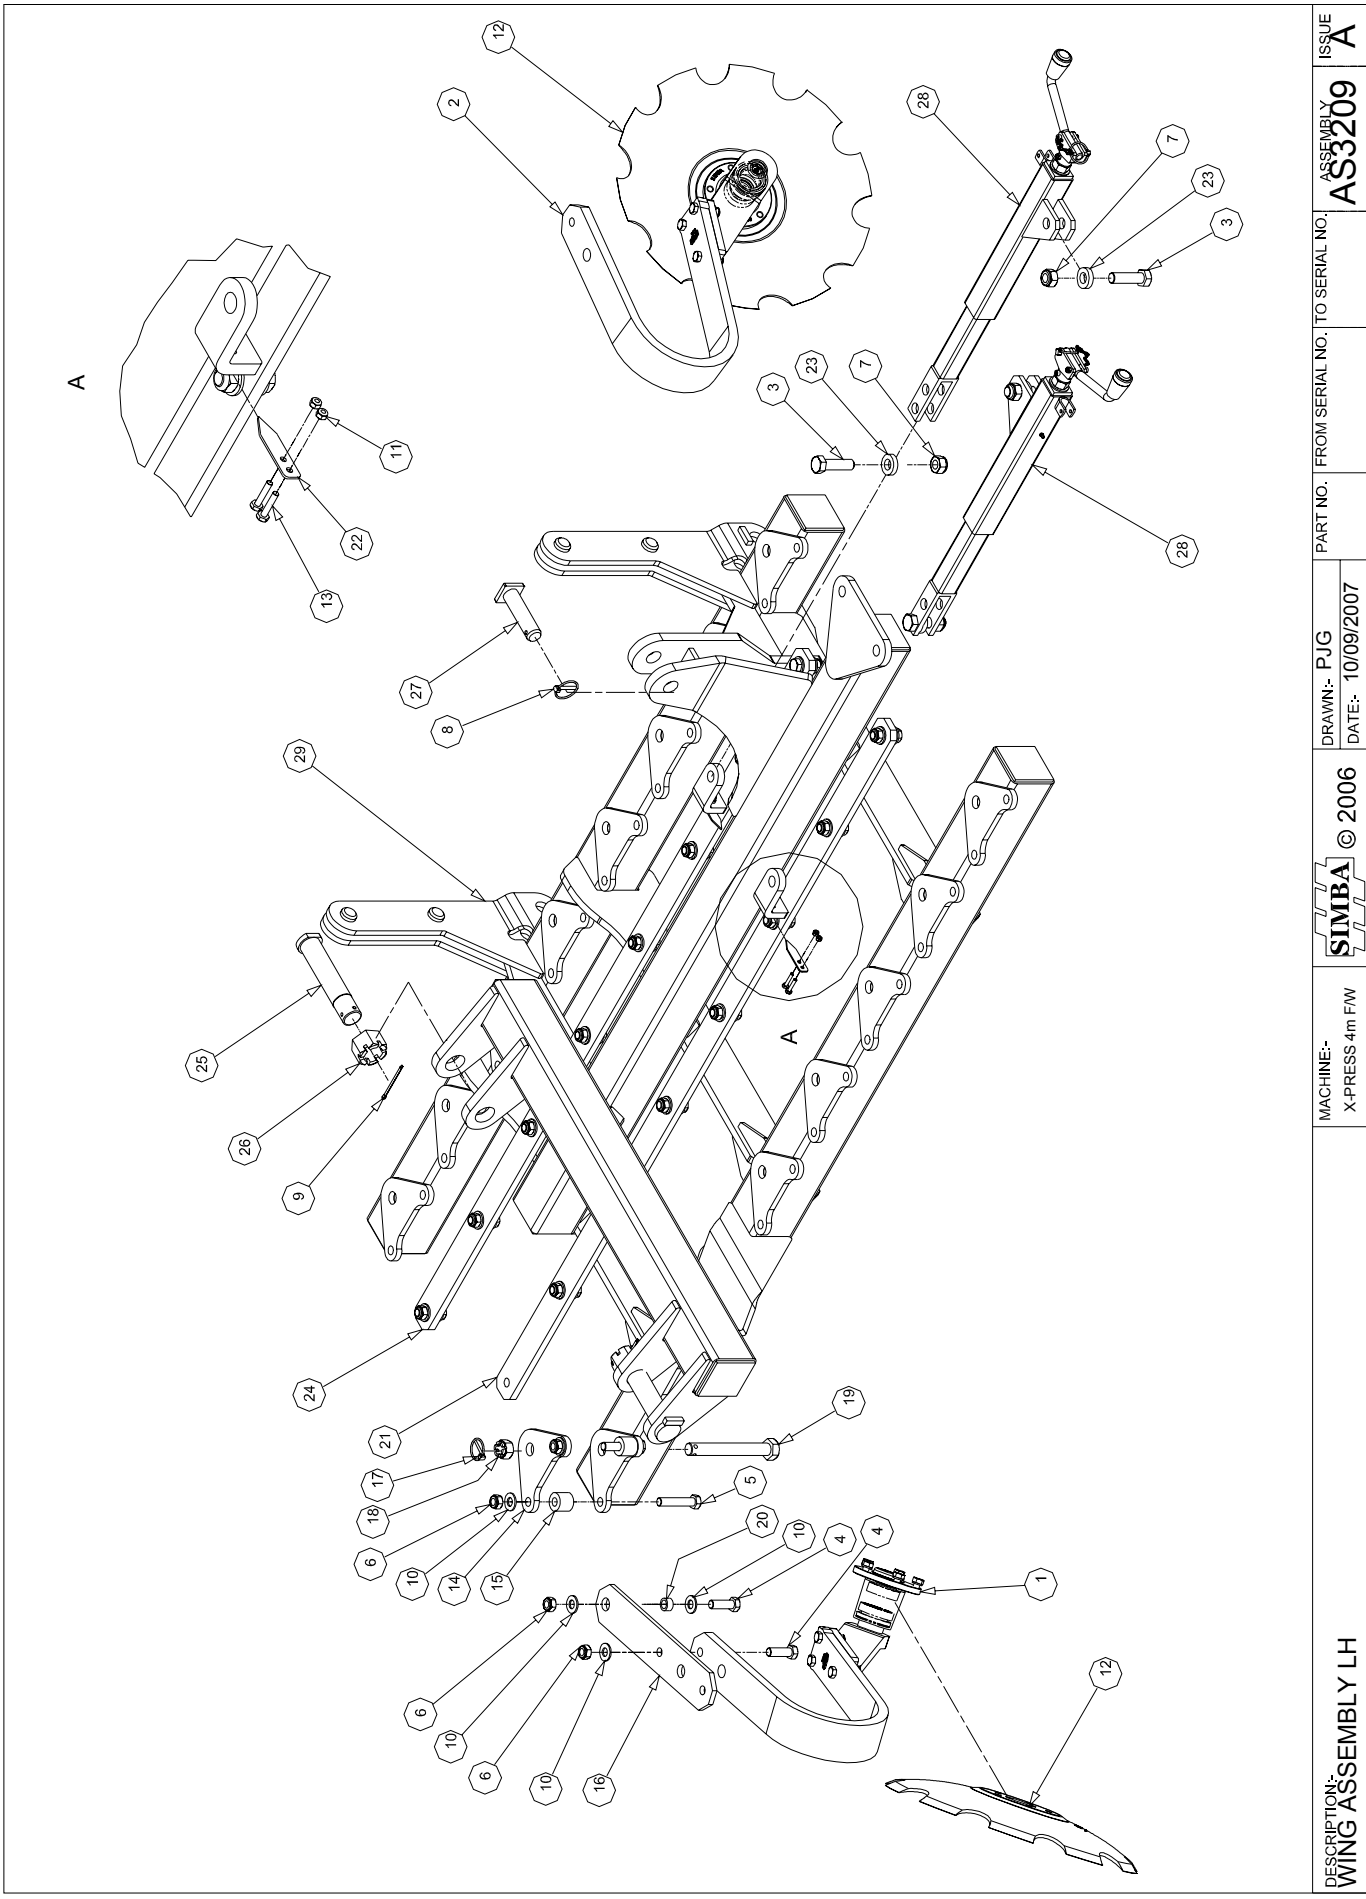 A
12
2
28
7
23
3
3
23
7
28
11
22
13
27
8
29
25
26
9
A
24
21
17
18
6
10
14
15
19
5
20
10
4
4
6
10
6
10
16
1
12
DESCRIPTION:-
WING ASSEMBLY LH
MACHINE:-
X-PRESS 4m F/W
SIMBA © 2006
DRAWN:- PJG
DATE:- 10/09/2007
PART NO.
FROM SERIAL NO.
TO SERIAL NO.
ASSEMBLY
AS3209
ISSUE
A